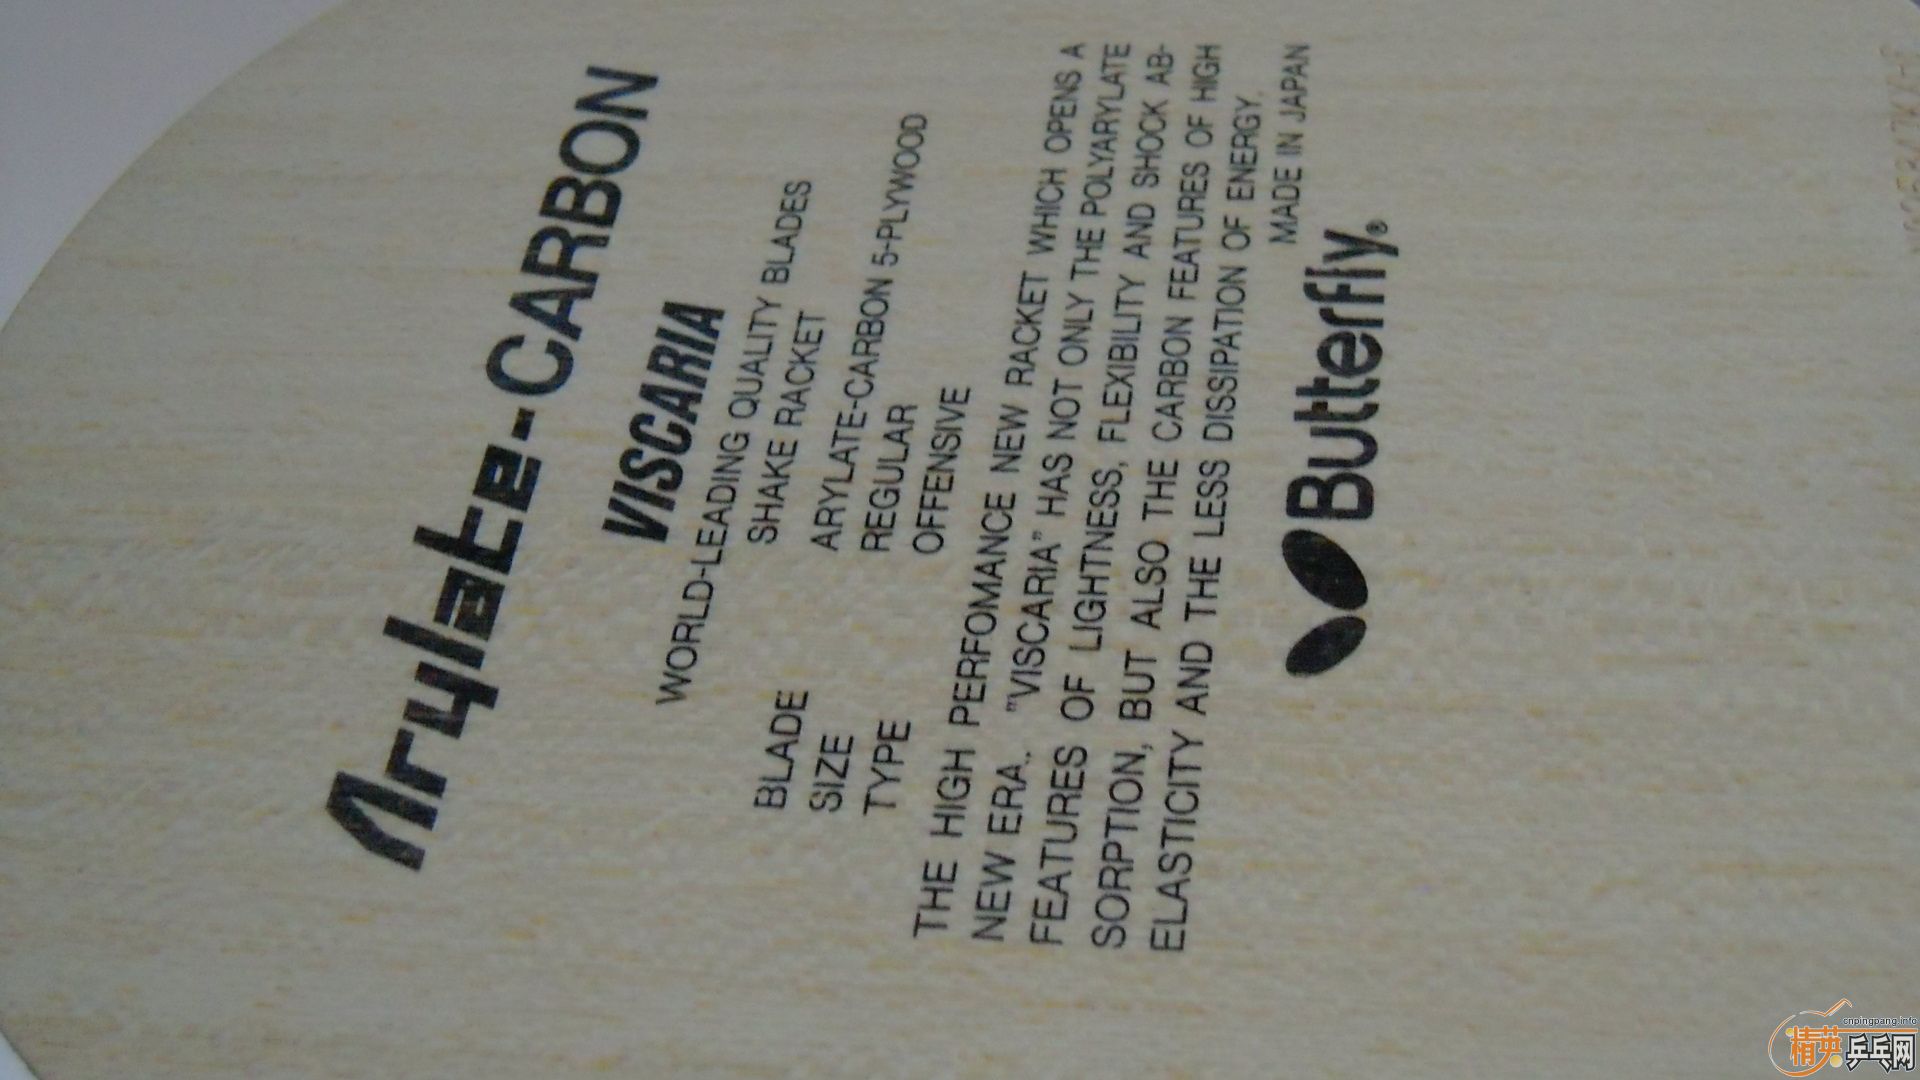 Arylate-CARBON
VISCARIA
WORLD-LEADING QUALITY BLADES
SHAKE RACKET
BLADE ARYLATE-CARBON 5-PLYWOOD
SIZE REGULAR
TYPE OFFENSIVE
THE HIGH PERFOMANCE NEW RACKET WHICH OPENS A
NEW ERA. "VISCARIA" HAS NOT ONLY THE POLYARYLATE
FEATURES OF LIGHTNESS, FLEXIBILITY AND SHOCK AB-
SORPTION, BUT ALSO THE CARBON FEATURES OF HIGH
ELASTICITY AND THE LESS DISSIPATION OF ENERGY.
MADE IN JAPAN
Butterfly®
cnpingpang.info
精英乒乓网